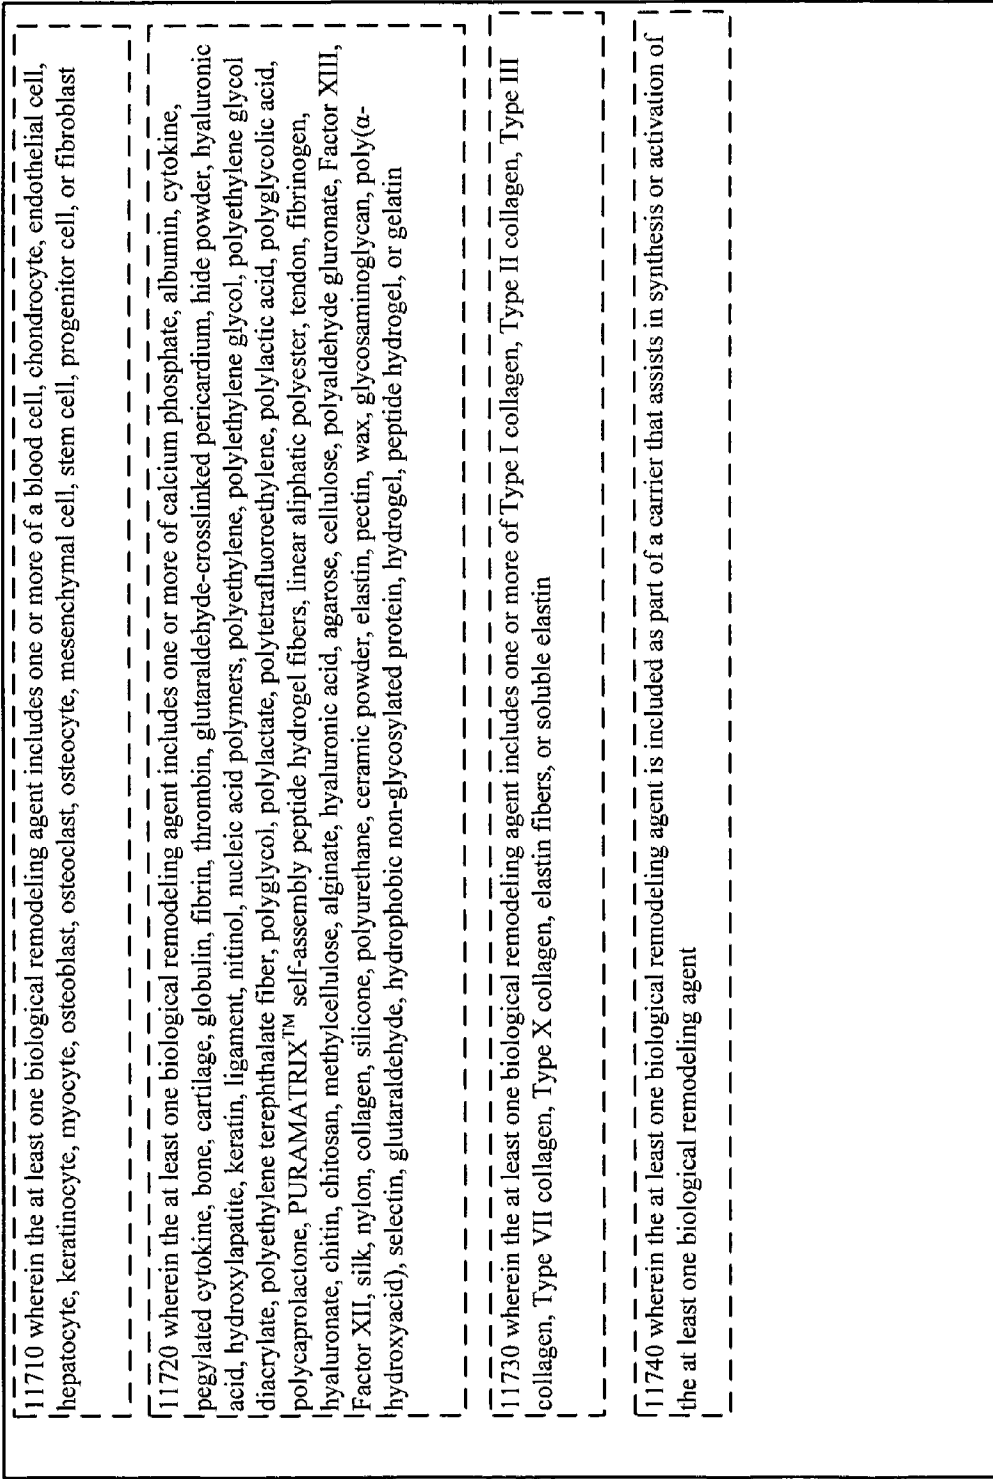 11710 wherein the at least one biological remodeling agent includes one or more of a blood cell, chondrocyte, endothelial cell,
hepatocyte, keratinocyte, myocyte, osteoblast, osteoclast, osteocyte, mesenchymal cell, stem cell, progenitor cell, or fibroblast
11720 wherein the at least one biological remodeling agent includes one or more of calcium phosphate, albumin, cytokine,
pegylated cytokine, bone, cartilage, globulin, fibrin, thrombin, glutaraldehyde-crosslinked pericardium, hide powder, hyaluronic
acid, hydroxylapatite, keratin, ligament, nitinol, nucleic acid polymers, polyethylene, polylethylene glycol, polyethylene glycol
diacrylate, polyethylene terephthalate fiber, polyglycol, polylactate, polytetrafluoroethylene, polylactic acid, polyglycolic acid,
polycaprolactone, PURAMATRIX™ self-assembly peptide hydrogel fibers, linear aliphatic polyester, tendon, fibrinogen,
hyaluronate, chitin, chitosan, methylcellulose, alginate, hyaluronic acid, agarose, cellulose, polyaldehyde gluronate, Factor XIII,
Factor XII, silk, nylon, collagen, silicone, polyurethane, ceramic powder, elastin, pectin, wax, glycosaminoglycan, poly(α-
hydroxyacid), selectin, glutaraldehyde, hydrophobic non-glycosylated protein, hydrogel, peptide hydrogel, or gelatin
11730 wherein the at least one biological remodeling agent includes one or more of Type I collagen, Type II collagen, Type III
collagen, Type VII collagen, Type X collagen, elastin fibers, or soluble elastin
11740 wherein the at least one biological remodeling agent is included as part of a carrier that assists in synthesis or activation of
the at least one biological remodeling agent